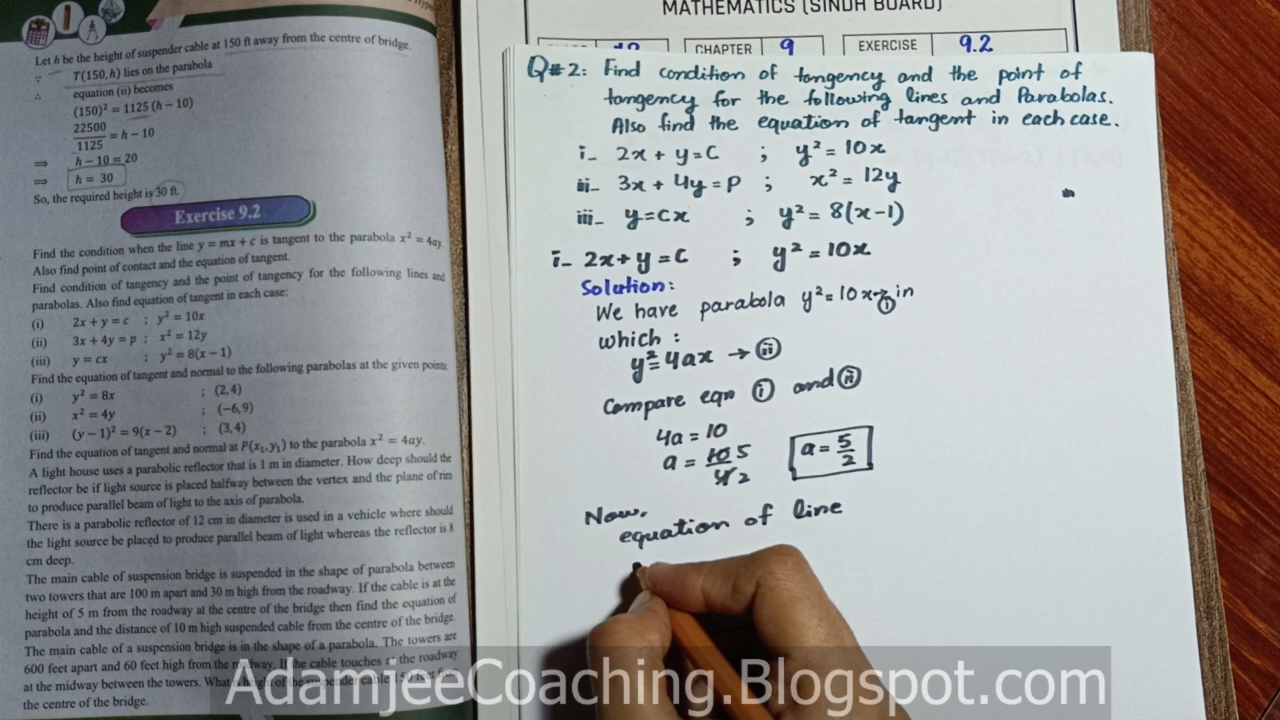 Let h be the height of suspender cable at 150 ft away from the centre of bridge.
∵ T(150, h) lies on the parabola
∴ equation (ii) becomes
(150)² = 1125 (h − 10)
22500/1125 = h − 10
⇒ h − 10 = 20
⇒ h = 30
So, the required height is 30 ft.
Exercise 9.2
Find the condition when the line y = mx + c is tangent to the parabola x² = 4ay.
Also find point of contact and the equation of tangent.
Find condition of tangency and the point of tangency for the following lines and
parabolas. Also find equation of tangent in each case:
(i) 2x + y = c ; y² = 10x
(ii) 3x + 4y = p ; x² = 12y
(iii) y = cx ; y² = 8(x − 1)
Find the equation of tangent and normal to the following parabolas at the given points:
(i) y² = 8x ; (2,4)
(ii) x² = 4y ; (−6,9)
(iii) (y − 1)² = 9(x − 2) ; (3,4)
Find the equation of tangent and normal at P(x₁,y₁) to the parabola x² = 4ay.
A light house uses a parabolic reflector that is 1 m in diameter. How deep should the
reflector be if light source is placed halfway between the vertex and the plane of rim
to produce parallel beam of light to the axis of parabola.
There is a parabolic reflector of 12 cm in diameter is used in a vehicle where should
the light source be placed to produce parallel beam of light whereas the reflector is 8
cm deep.
The main cable of suspension bridge is suspended in the shape of parabola between
two towers that are 100 m apart and 30 m high from the roadway. If the cable is at the
height of 5 m from the roadway at the centre of the bridge then find the equation of
parabola and the distance of 10 m high suspended cable from the centre of the bridge.
The main cable of a suspension bridge is in the shape of a parabola. The towers are
600 feet apart and 60 feet high from the roadway. If the cable touches at the roadway
at the midway between the towers. What
the centre of the bridge.
MATHEMATICS (SINDH BOARD)
CHAPTER 9 EXERCISE 9.2
Q#2: Find condition of tangency and the point of
tangency for the following lines and Parabolas.
Also find the equation of tangent in each case.
i- 2x + y = C ; y² = 10x
ii- 3x + 4y = P ; x² = 12y
iii- y = cx ; y² = 8(x-1)
i- 2x + y = C ; y² = 10x
Solution:
We have parabola y² = 10x → (i) in
which :
y² = 4ax → (ii)
Compare eqn (i) and (ii)
4a = 10
a = 10/4 5/2 a = 5/2
Now,
equation of line
AdamjeeCoaching.Blogspot.com